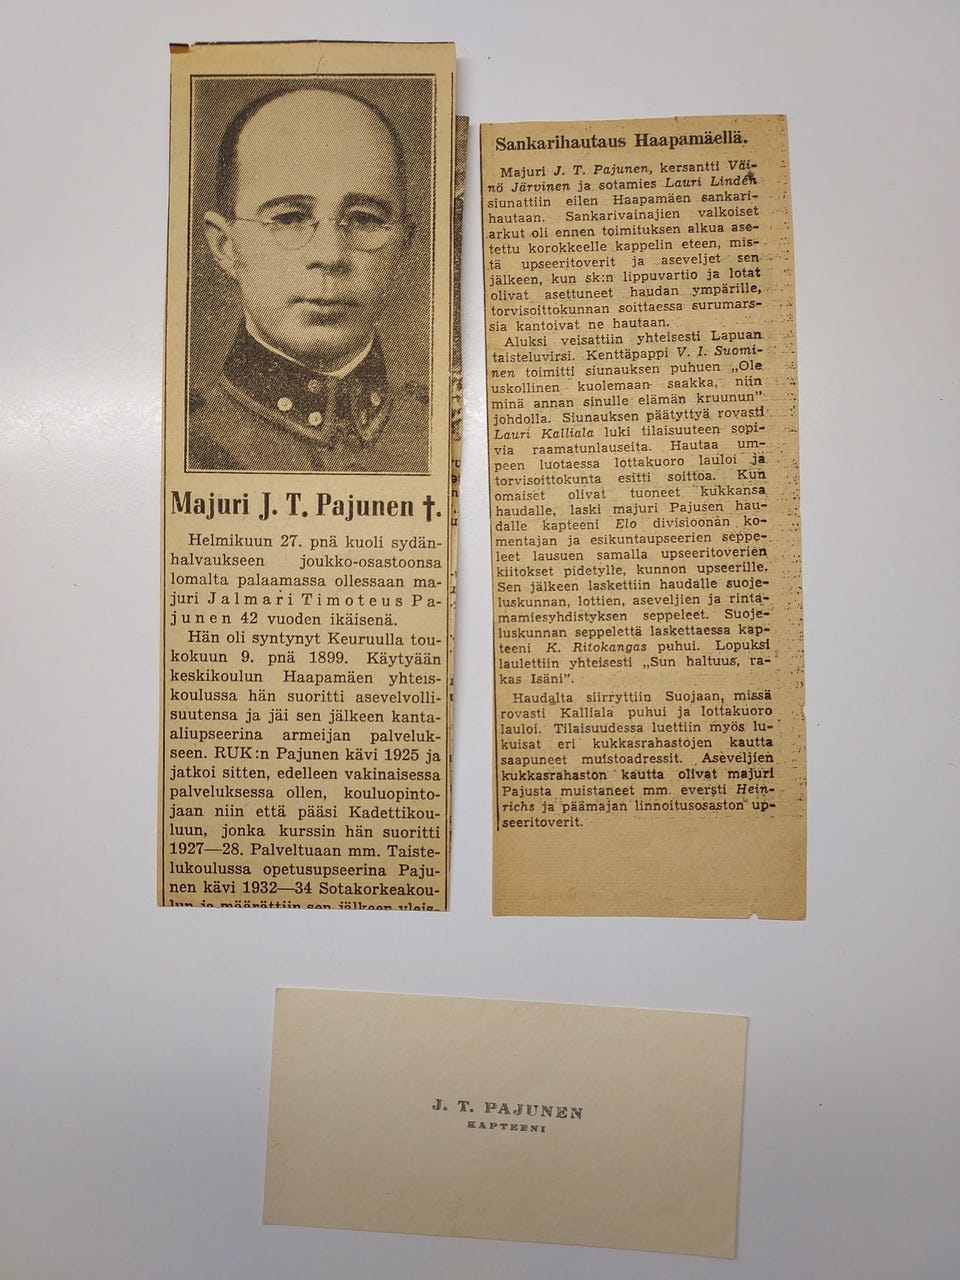 Majuri J. T. Pajunen †.
Helmikuun 27. pnä kuoli sydän-
halvaukseen joukko-osastoonsa
lomalta palaamassa ollessaan ma-
juri Jalmari Timoteus Pa-
junen 42 vuoden ikäisenä.
Hän oli syntynyt Keuruulla tou-
kokuun 9. pnä 1899. Käytyään
keskikoulun Haapamäen yhteis-
koulussa hän suoritti asevelvolli-
suutensa ja jäi sen jälkeen kanta-
aliupseerina armeijan palveluk-
seen. RUK:n Pajunen kävi 1925 ja
jatkoi sitten, edelleen vakinaisessa
palveluksessa ollen, kouluopinto-
jaan niin että pääsi Kadettikou-
luun, jonka kurssin hän suoritti
1927—28. Palveltuaan mm. Taiste-
lukoulussa opetusupseerina Paju-
nen kävi 1932—34 Sotakorkeakou-
lun ja määrättiin sen jälkeen yleis-
Sankarihautaus Haapamäellä.
Majuri J. T. Pajunen, kersantti Väi-
nö Järvinen ja sotamies Lauri Lindén
siunattiin eilen Haapamäen sankari-
hautaan. Sankarivainajien valkoiset
arkut oli ennen toimituksen alkua ase-
tettu korokkeelle kappelin eteen, mis-
tä upseeritoverit ja aseveljet sen
jälkeen, kun sk:n lippuvartio ja lotat
olivat asettuneet haudan ympärille,
torvisoittokunnan soittaessa surumars-
sia kantoivat ne hautaan.
Aluksi veisattiin yhteisesti Lapuan
taisteluvirsi. Kenttäpappi V. I. Suomi-
nen toimitti siunauksen puhuen „Ole
uskollinen kuolemaan saakka, niin
minä annan sinulle elämän kruunun"
johdolla. Siunauksen päätyttyä rovasti
Lauri Kalliala luki tilaisuuteen sopi-
via raamatunlauseita. Hautaa um-
peen luotaessa lottakuoro lauloi ja
torvisoittokunta esitti soittoa. Kun
omaiset olivat tuoneet kukkansa
haudalle, laski majuri Pajusen hau-
dalle kapteeni Elo divisioonan ko-
mentajan ja esikuntaupseerien seppe-
leet lausuen samalla upseeritoverien
kiitokset pidetylle, kunnon upseerille.
Sen jälkeen laskettiin haudalle suoje-
luskunnan, lottien, aseveljien ja rinta-
mamiesyhdistyksen seppeleet. Suoje-
luskunnan seppelettä laskettaessa kap-
teeni K. Ritokangas puhui. Lopuksi
laulettiin yhteisesti „Sun haltuus, ra-
kas Isäni".
Haudalta siirryttiin Suojaan, missä
rovasti Kalliala puhui ja lottakuoro
lauloi. Tilaisuudessa luettiin myös lu-
kuisat eri kukkasrahastojen kautta
saapuneet muistoadressit. Aseveljien
kukkasrahaston kautta olivat majuri
Pajusta muistaneet mm. eversti Hein-
richs ja päämajan linnoitusosaston up-
seeritoverit.
J. T. PAJUNEN
KAPTEENI